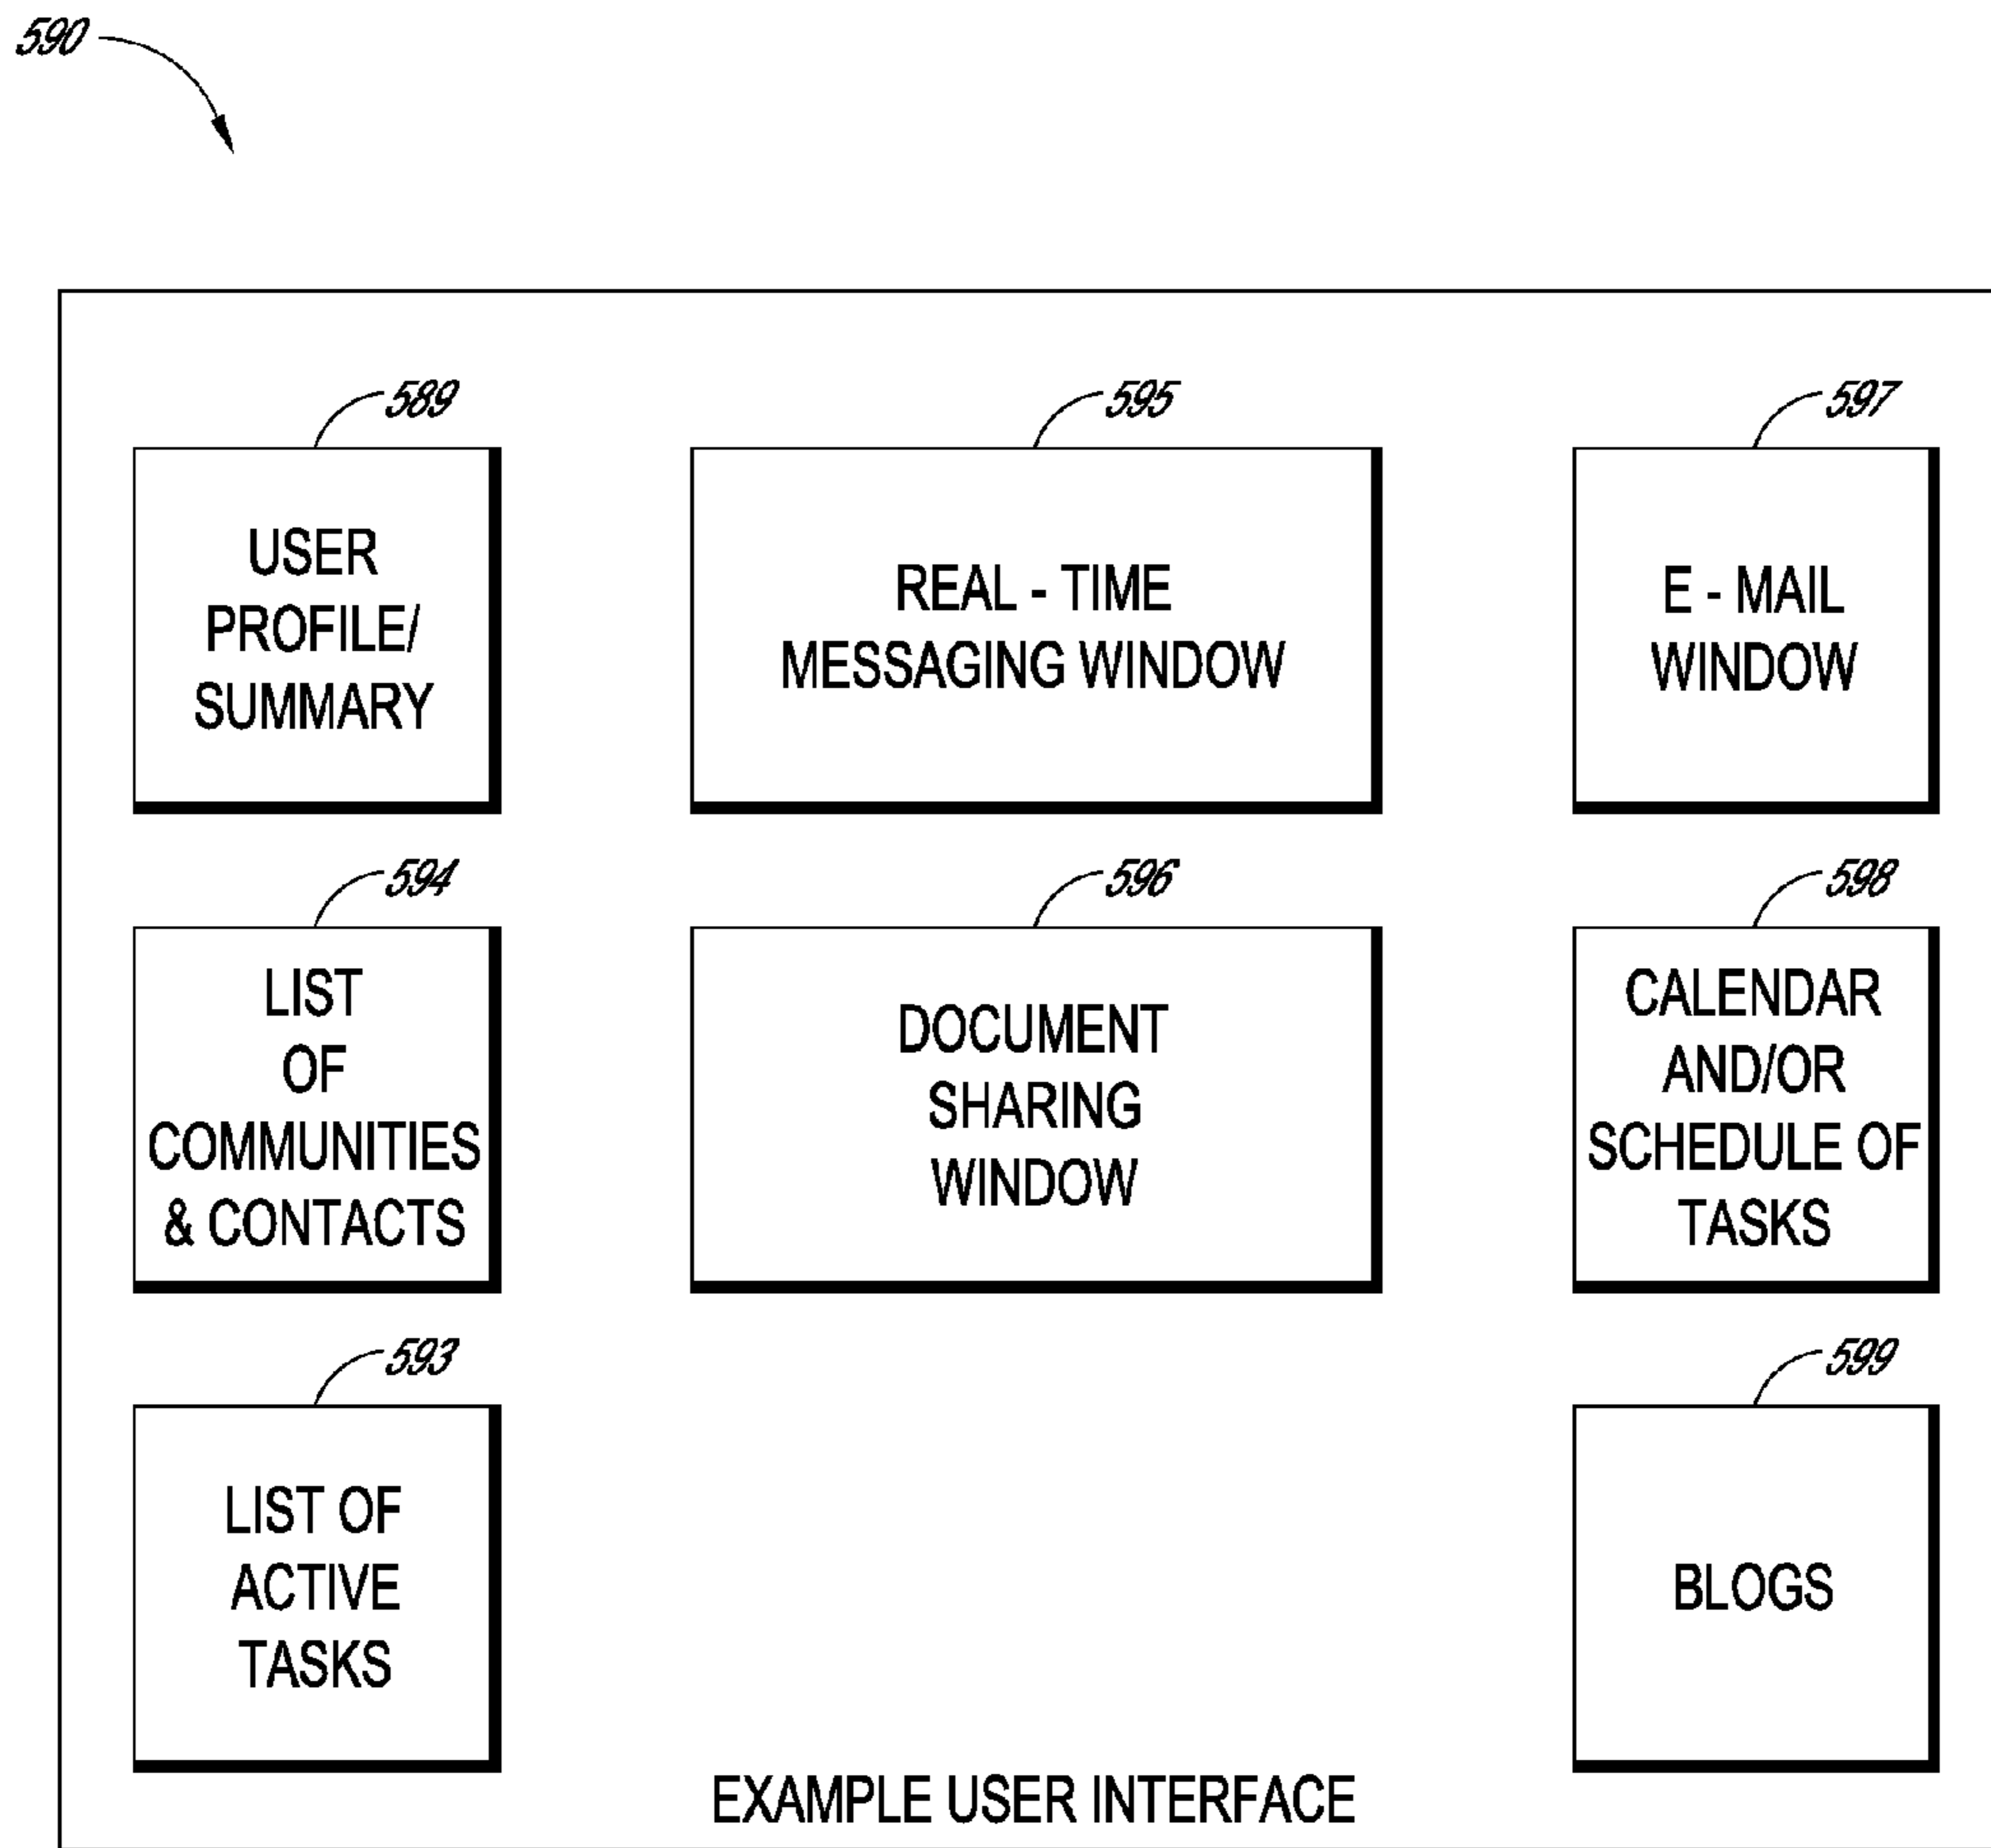 590
589
USER
PROFILE/
SUMMARY
595
REAL - TIME
MESSAGING WINDOW
597
E - MAIL
WINDOW
594
LIST
OF
COMMUNITIES
& CONTACTS
596
DOCUMENT
SHARING
WINDOW
598
CALENDAR
AND/OR
SCHEDULE OF
TASKS
593
LIST OF
ACTIVE
TASKS
599
BLOGS
EXAMPLE USER INTERFACE